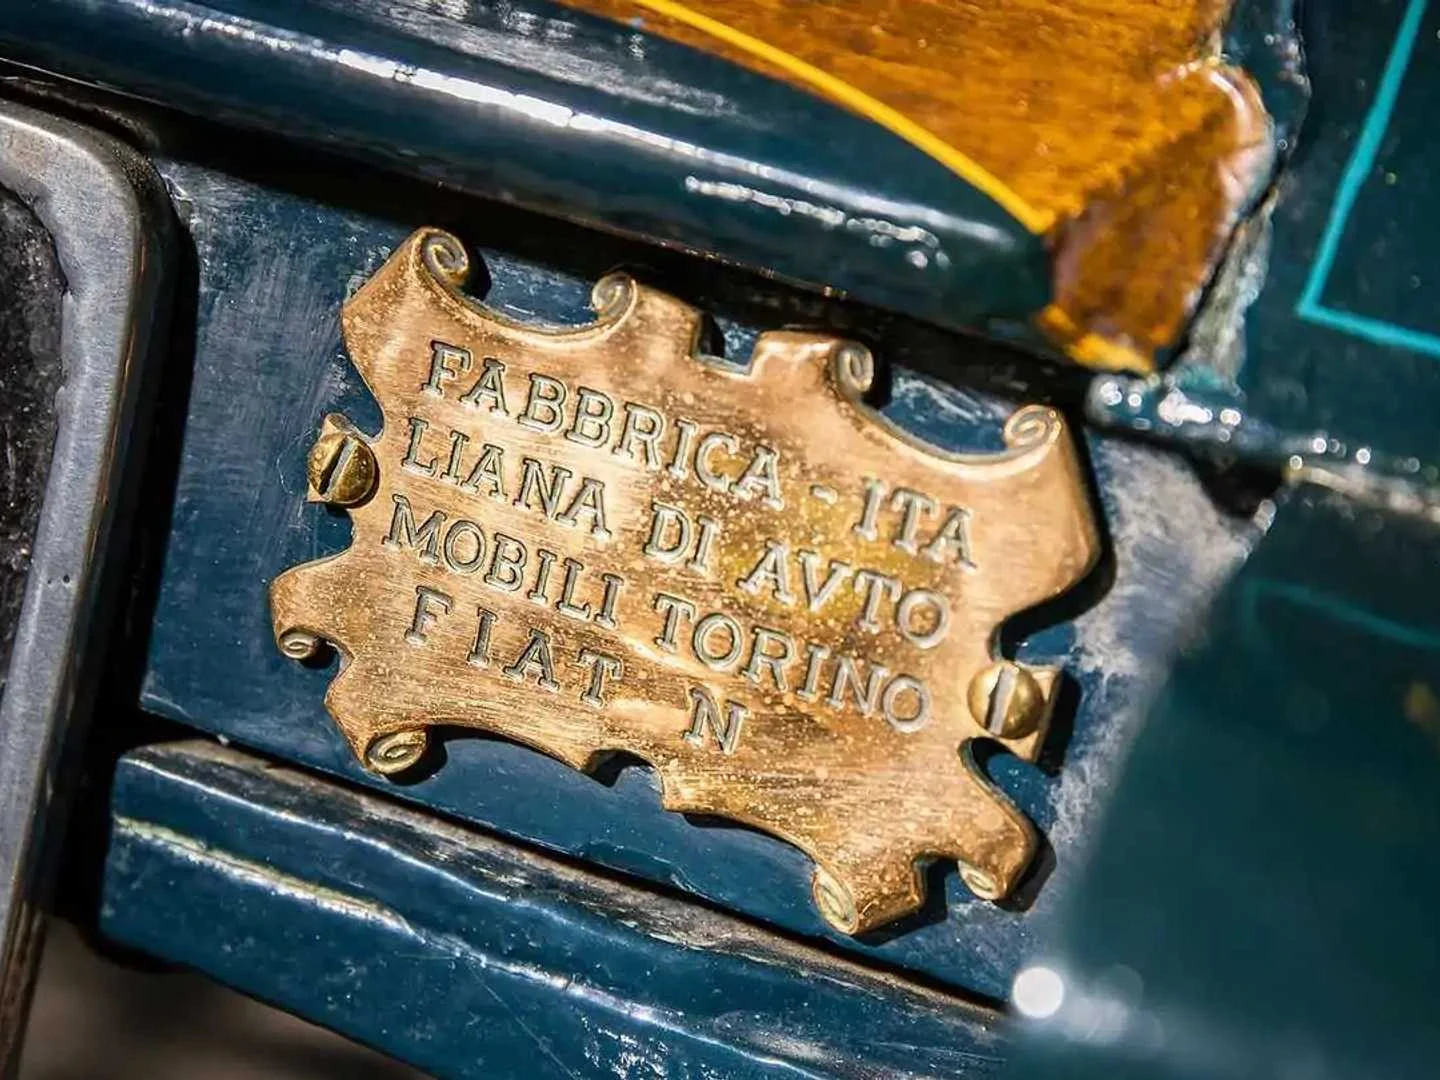 FABBRICA - ITA
LIANA DI AVTO
MOBILI TORINO
FIAT N